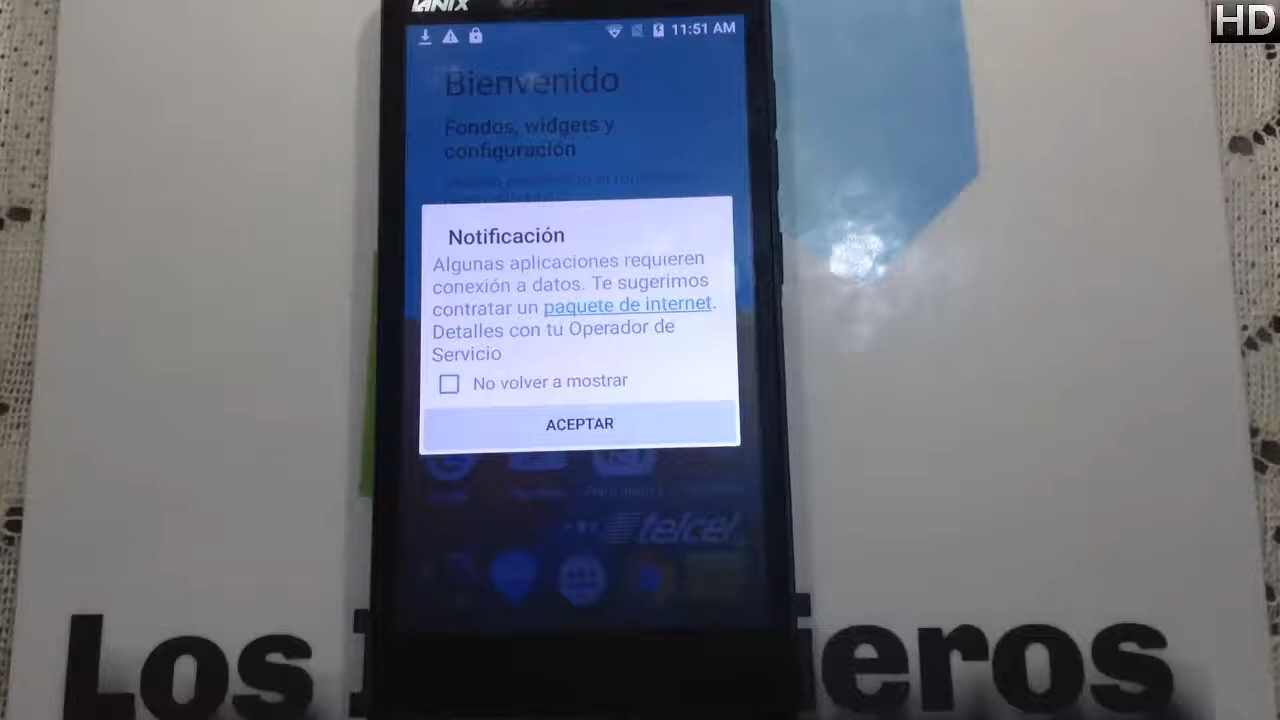 HD
LANIX
11:51 AM
Bienvenido
Fondos, widgets y
configuración
Notificación
Algunas aplicaciones requieren
conexión a datos. Te sugerimos
contratar un paquete de internet.
Detalles con tu Operador de
Servicio
No volver a mostrar
ACEPTAR
telcel
Los
ieros